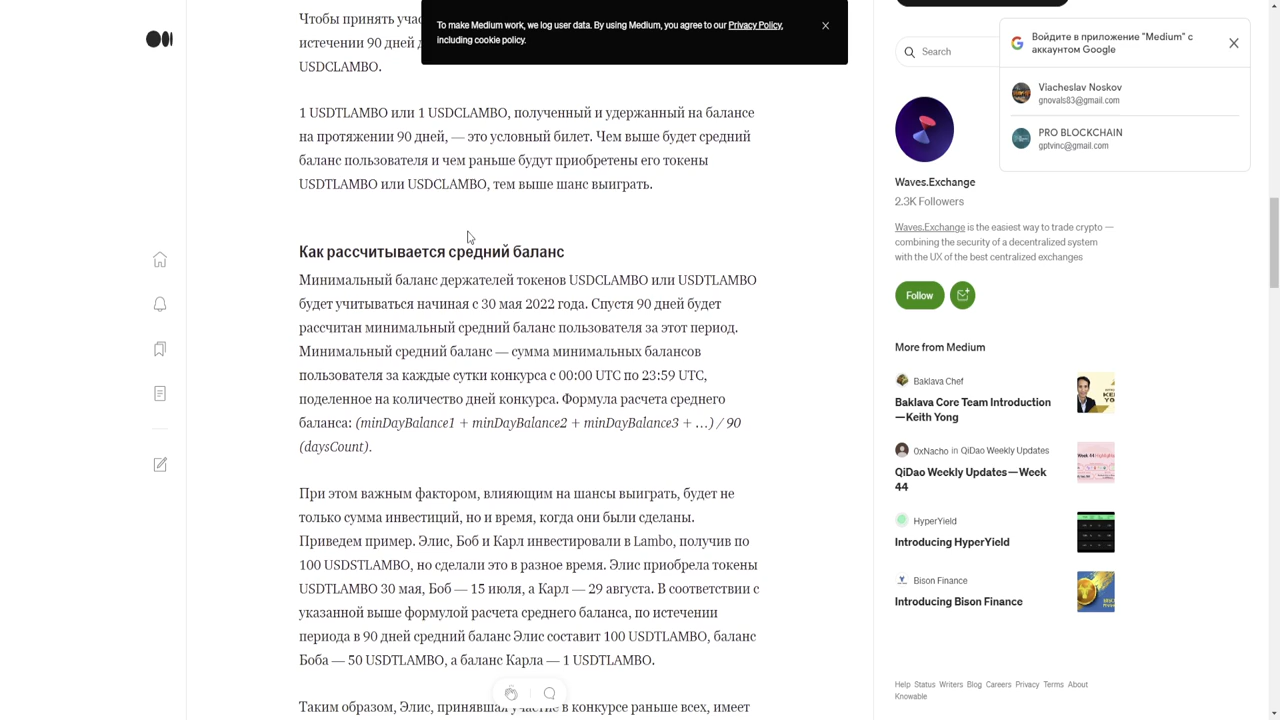 Чтобы принять учас
истечении 90 дней д
USDCLAMBO.
To make Medium work, we log user data. By using Medium, you agree to our Privacy Policy,
including cookie policy.
1 USDTLAMBO или 1 USDCLAMBO, полученный и удержанный на балансе
на протяжении 90 дней, — это условный билет. Чем выше будет средний
баланс пользователя и чем раньше будут приобретены его токены
USDTLAMBO или USDCLAMBO, тем выше шанс выиграть.
Как рассчитывается средний баланс
Минимальный баланс держателей токенов USDCLAMBO или USDTLAMBO
будет учитываться начиная с 30 мая 2022 года. Спустя 90 дней будет
рассчитан минимальный средний баланс пользователя за этот период.
Минимальный средний баланс — сумма минимальных балансов
пользователя за каждые сутки конкурса с 00:00 UTC по 23:59 UTC,
поделенное на количество дней конкурса. Формула расчета среднего
баланса: (minDayBalance1 + minDayBalance2 + minDayBalance3 + …) / 90
(daysCount).
При этом важным фактором, влияющим на шансы выиграть, будет не
только сумма инвестиций, но и время, когда они были сделаны.
Приведем пример. Элис, Боб и Карл инвестировали в Lambo, получив по
100 USDSTLAMBO, но сделали это в разное время. Элис приобрела токены
USDTLAMBO 30 мая, Боб — 15 июля, а Карл — 29 августа. В соответствии с
указанной выше формулой расчета среднего баланса, по истечении
периода в 90 дней средний баланс Элис составит 100 USDTLAMBO, баланс
Боба — 50 USDTLAMBO, а баланс Карла — 1 USDTLAMBO.
Таким образом, Элис, принявшая участие в конкурсе раньше всех, имеет
Search
Войдите в приложение "Medium" с
аккаунтом Google
Viacheslav Noskov
gnovals83@gmail.com
PRO BLOCKCHAIN
gptvinc@gmail.com
Waves.Exchange
2.3K Followers
Waves.Exchange is the easiest way to trade crypto —
combining the security of a decentralized system
with the UX of the best centralized exchanges
Follow
More from Medium
Baklava Chef
Baklava Core Team Introduction
—Keith Yong
0xNacho in QiDao Weekly Updates
QiDao Weekly Updates—Week
44
HyperYield
Introducing HyperYield
Bison Finance
Introducing Bison Finance
Help Status Writers Blog Careers Privacy Terms About
Knowable